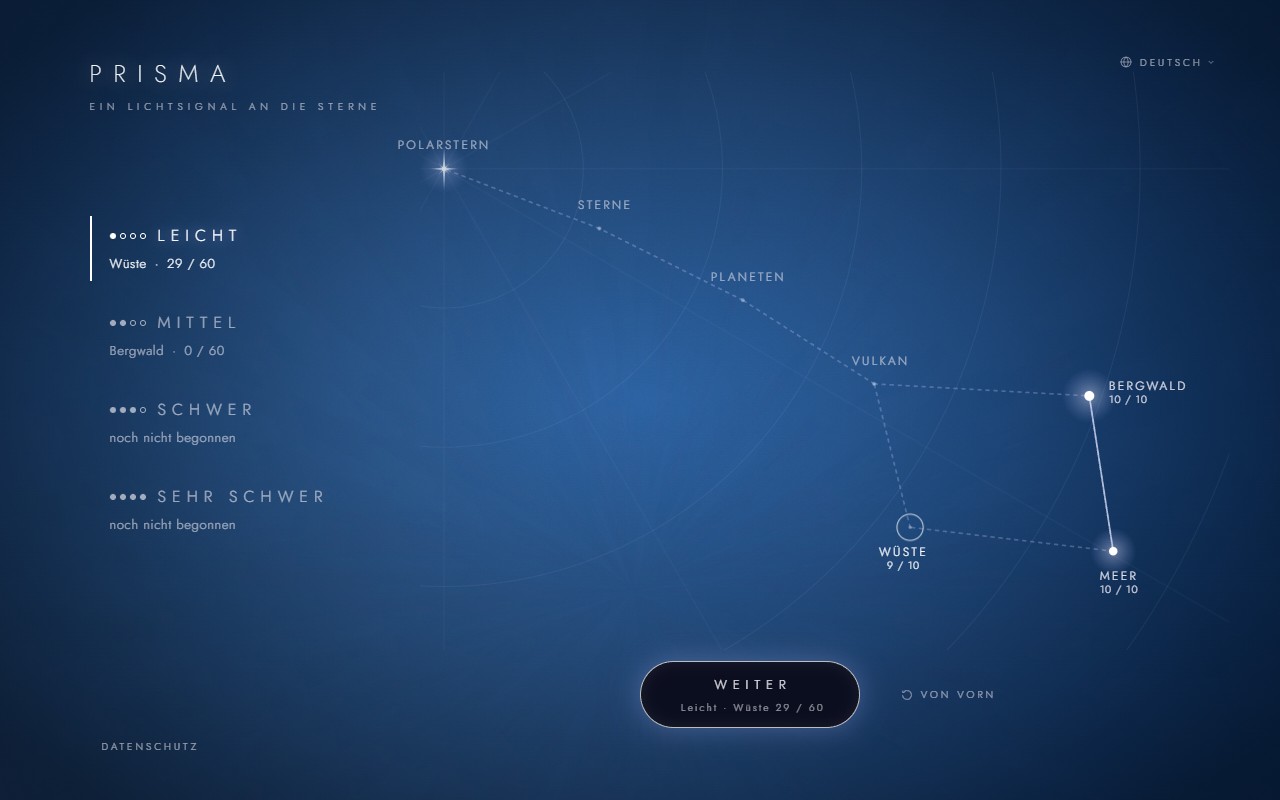 PRISMA
EIN LICHTSIGNAL AN DIE STERNE
DEUTSCH
POLARSTERN
STERNE
PLANETEN
VULKAN
BERGWALD
10 / 10
WÜSTE
9 / 10
MEER
10 / 10
LEICHT
Wüste · 29 / 60
MITTEL
Bergwald · 0 / 60
SCHWER
noch nicht begonnen
SEHR SCHWER
noch nicht begonnen
WEITER
Leicht · Wüste 29 / 60
VON VORN
DATENSCHUTZ